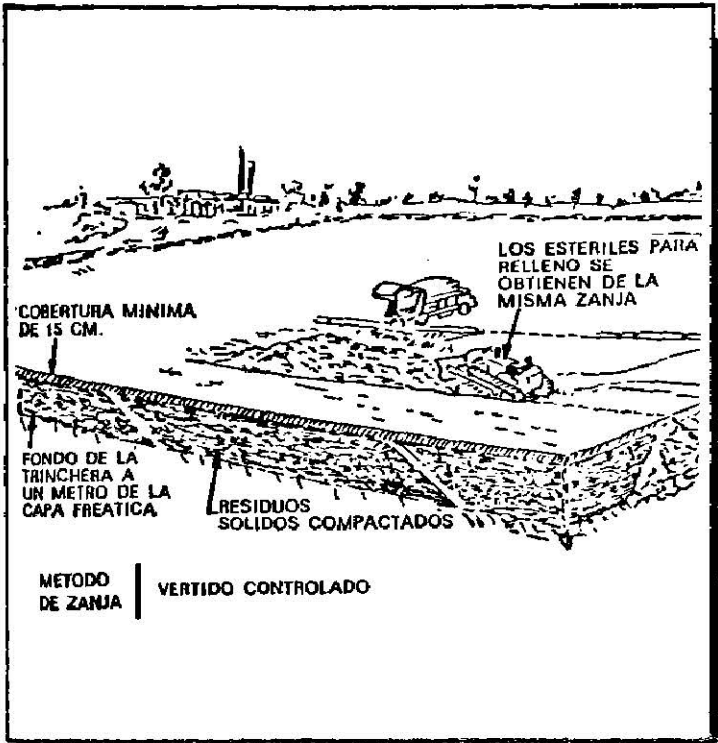 LOS ESTERILES PARA
RELLENO SE
OBTIENEN DE LA
MISMA ZANJA
COBERTURA MINIMA
DE 15 CM.
FONDO DE LA
TRINCHERA A
UN METRO DE LA
CAPA FREATICA
RESIDUOS
SOLIDOS COMPACTADOS
METODO
DE ZANJA
VERTIDO CONTROLADO